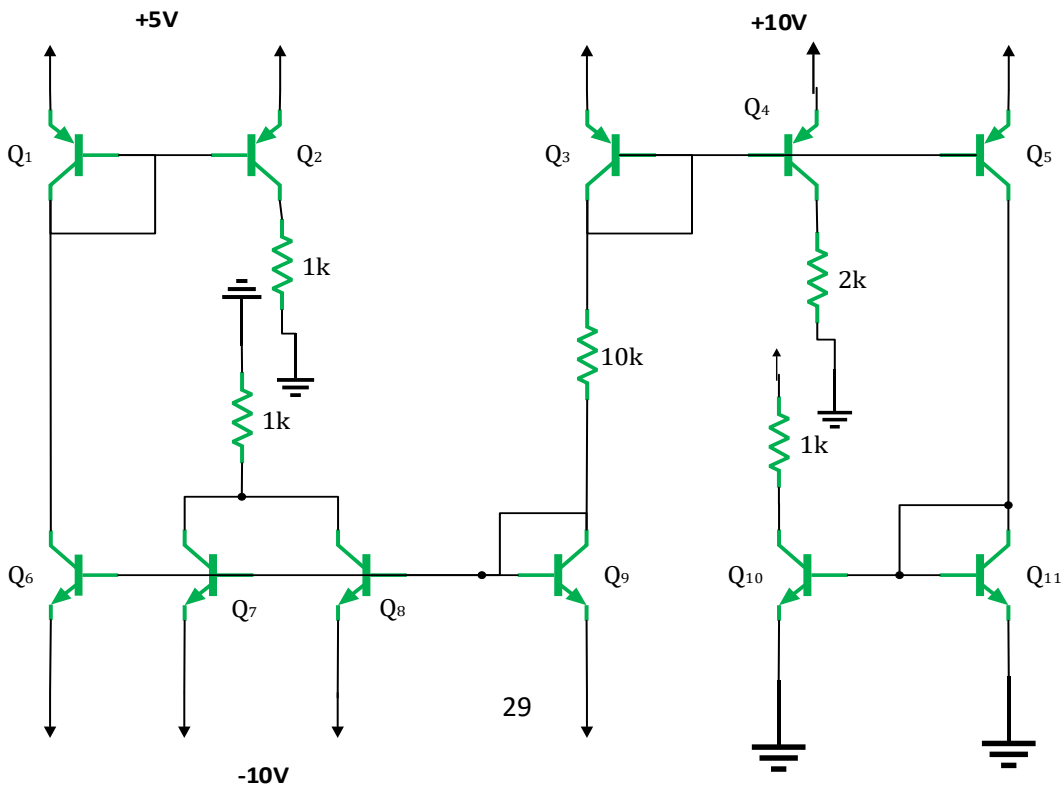 +5V
+10V
Q₁
Q₂
Q₃
Q₄
Q₅
1k
2k
10k
1k
1k
Q₆
Q₇
Q₈
Q₉
Q₁₀
Q₁₁
29
-10V